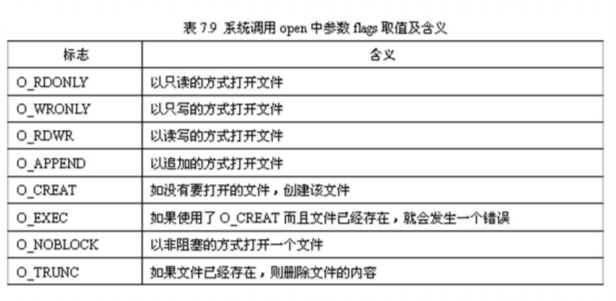 表 7.9 系统调用 open 中参数 flags 取值及含义
标志 含义
O_RDONLY 以只读的方式打开文件
O_WRONLY 以只写的方式打开文件
O_RDWR 以读写的方式打开文件
O_APPEND 以追加的方式打开文件
O_CREAT 如没有要打开的文件，创建该文件
O_EXEC 如果使用了 O_CREAT 而且文件已经存在，就会发生一个错误
O_NOBLOCK 以非阻塞的方式打开一个文件
O_TRUNC 如果文件已经存在，则删除文件的内容